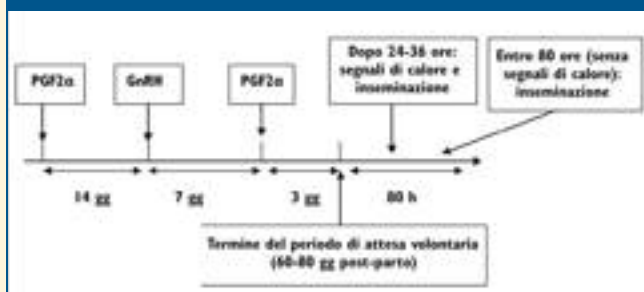 Dopo 24-36 ore:
segnali di calore e
inseminazione
Entro 80 ore (senza
segnali di calore):
inseminazione
PGF2α
GnRH
PGF2α
14 gg
7 gg
3 gg
80 h
Termine del periodo di attesa volontaria
(60-80 gg post-parto)